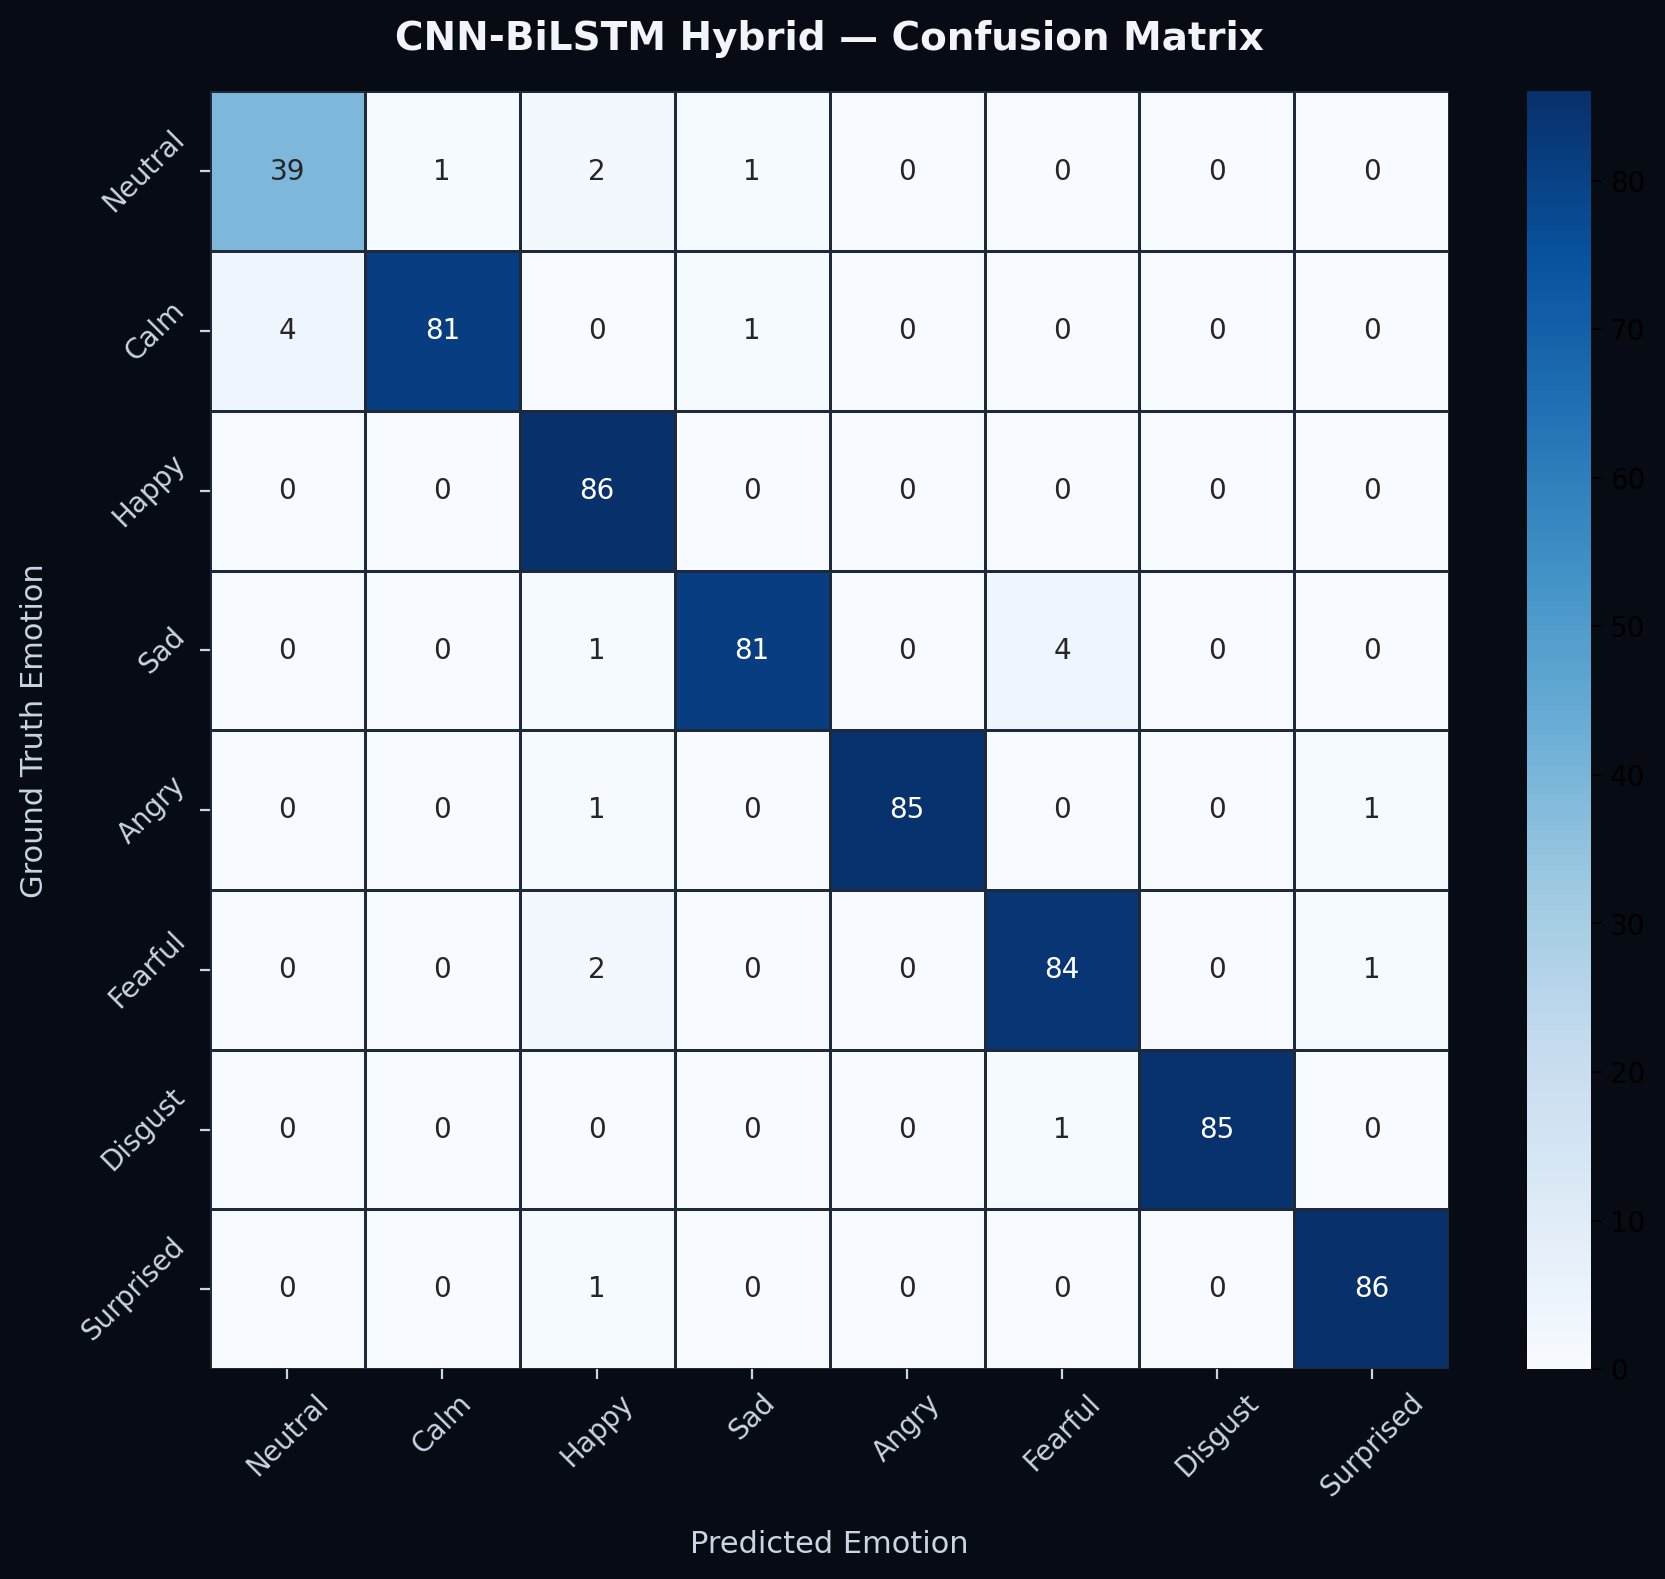 CNN-BiLSTM Hybrid — Confusion Matrix
Ground Truth Emotion
Neutral 39 1 2 1 0 0 0 0
Calm 4 81 0 1 0 0 0 0
Happy 0 0 86 0 0 0 0 0
Sad 0 0 1 81 0 4 0 0
Angry 0 0 1 0 85 0 0 1
Fearful 0 0 2 0 0 84 0 1
Disgust 0 0 0 0 0 1 85 0
Surprised 0 0 1 0 0 0 0 86
Neutral Calm Happy Sad Angry Fearful Disgust Surprised
Predicted Emotion
80
70
60
50
40
30
20
10
0